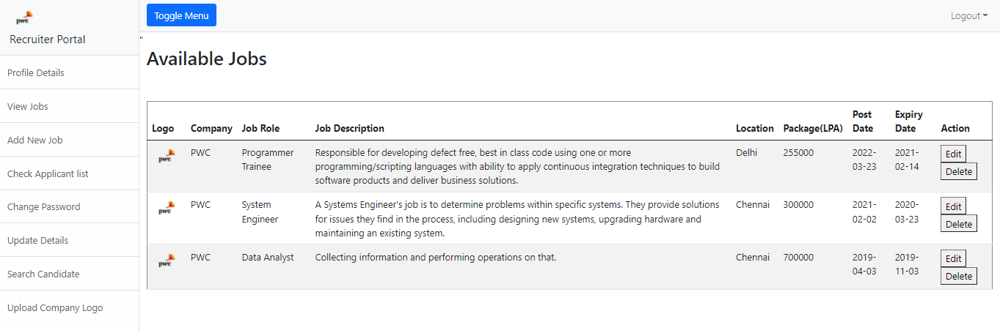 pwc
Recruiter Portal
Profile Details
View Jobs
Add New Job
Check Applicant list
Change Password
Update Details
Search Candidate
Upload Company Logo
Toggle Menu
Logout
"
Available Jobs
Logo Company Job Role Job Description Location Package(LPA) Post Date Expiry Date Action
pwc PWC Programmer Trainee
Responsible for developing defect free, best in class code using one or more
programming/scripting languages with ability to apply continuous integration techniques to build
software products and deliver business solutions.
Delhi 255000 2022-03-23 2021-02-14 Edit Delete
pwc PWC System Engineer
A Systems Engineer's job is to determine problems within specific systems. They provide solutions
for issues they find in the process, including designing new systems, upgrading hardware and
maintaining an existing system.
Chennai 300000 2021-02-02 2020-03-23 Edit Delete
pwc PWC Data Analyst
Collecting information and performing operations on that.
Chennai 700000 2019-04-03 2019-11-03 Edit Delete